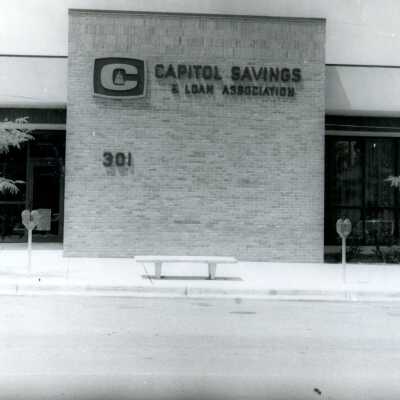 C CAPITOL SAVINGS
& LOAN ASSOCIATION
301